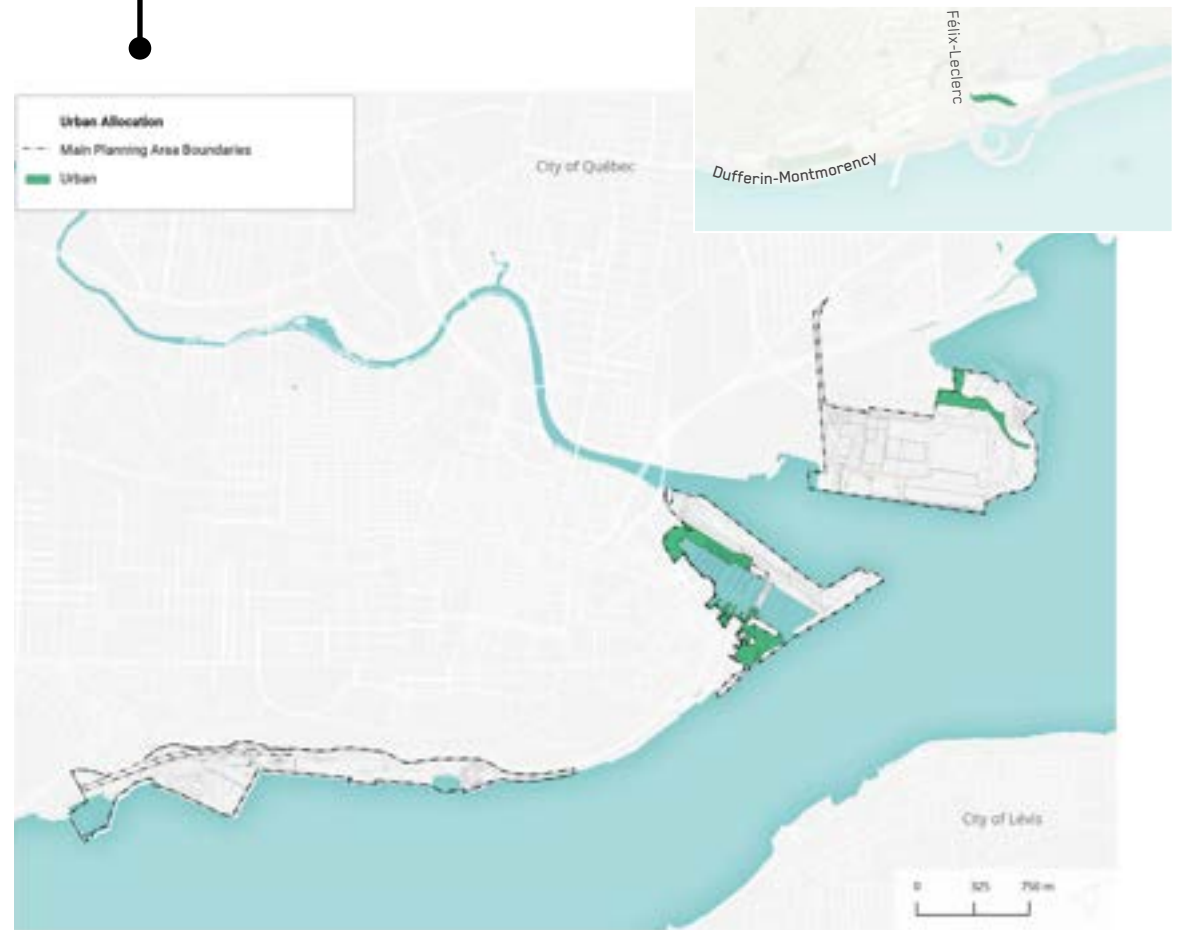 Félix-Leclerc
Dufferin-Montmorency
Urban Allocation
Main Planning Area Boundaries
Urban
City of Québec
City of Lévis
0 325 750 m